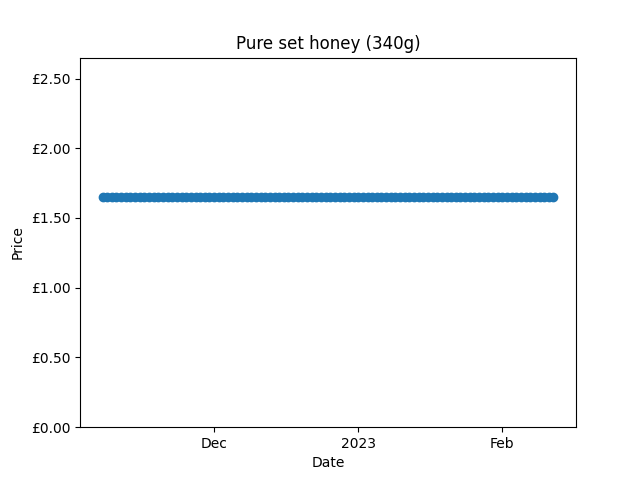 Pure set honey (340g)
£2.50
£2.00
£1.50
£1.00
£0.50
£0.00
Price
Dec
2023
Feb
Date